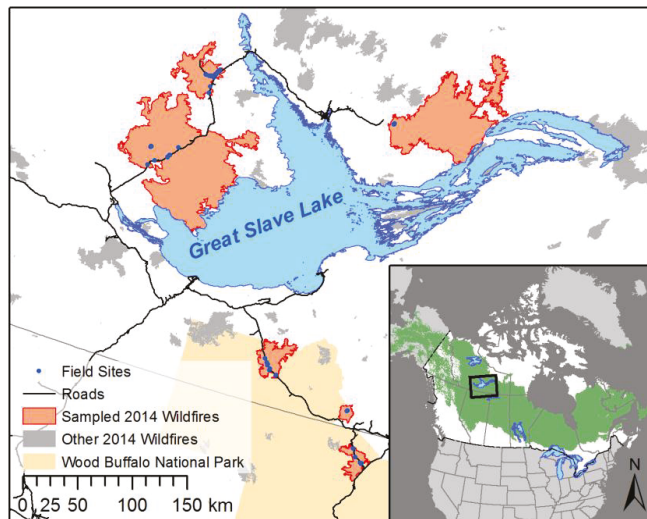 Great Slave Lake
Field Sites
Roads
Sampled 2014 Wildfires
Other 2014 Wildfires
Wood Buffalo National Park
0 25 50 100 150
km
N